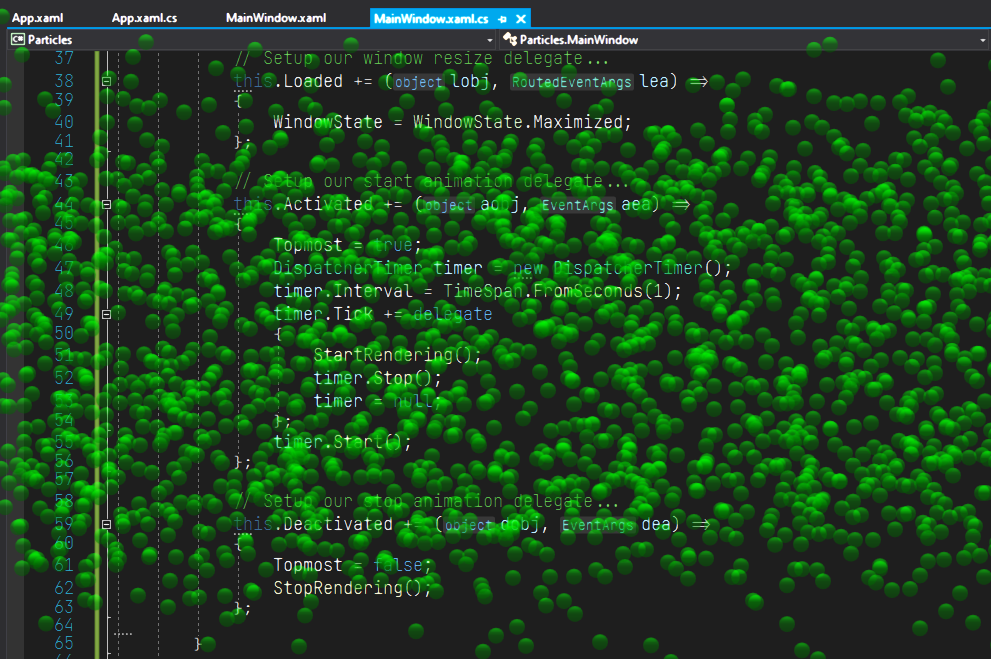 App.xaml App.xaml.cs MainWindow.xaml MainWindow.xaml.cs
C# Particles Particles.MainWindow
37 // Setup our window resize delegate...
38 this.Loaded += (object lobj, RoutedEventArgs lea) =>
39 {
40 WindowState = WindowState.Maximized;
41 };
42
43 // Setup our start animation delegate...
44 this.Activated += (object aobj, EventArgs aea) =>
45 {
46 Topmost = true;
47 DispatcherTimer timer = new DispatcherTimer();
48 timer.Interval = TimeSpan.FromSeconds(1);
49 timer.Tick += delegate
50 {
51 StartRendering();
52 timer.Stop();
53 timer = null;
54 };
55 timer.Start();
56 };
57
58 // Setup our stop animation delegate...
59 this.Deactivated += (object dobj, EventArgs dea) =>
60 {
61 Topmost = false;
62 StopRendering();
63 };
64
65 }